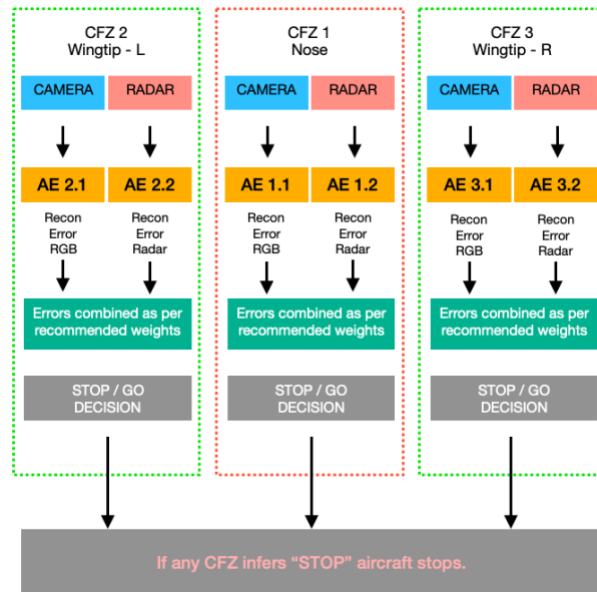 CFZ 2
Wingtip - L
CAMERA
RADAR
AE 2.1
AE 2.2
Recon
Error
RGB
Recon
Error
Radar
Errors combined as per
recommended weights
STOP / GO
DECISION
CFZ 1
Nose
CAMERA
RADAR
AE 1.1
AE 1.2
Recon
Error
RGB
Recon
Error
Radar
Errors combined as per
recommended weights
STOP / GO
DECISION
CFZ 3
Wingtip - R
CAMERA
RADAR
AE 3.1
AE 3.2
Recon
Error
RGB
Recon
Error
Radar
Errors combined as per
recommended weights
STOP / GO
DECISION
If any CFZ infers “STOP” aircraft stops.